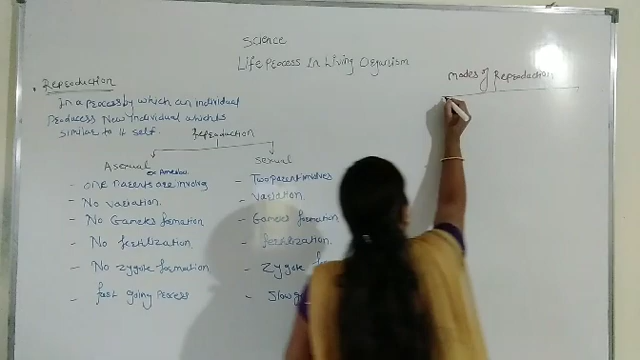 Science
Life Process In Living Organism
Modes of Reproduction
. Reproduction
In a Process by which an individual
Produces New Individual which is
similar to it self.
Reproduction
Asexual
ex Amoeba
sexual
- one Parents are involving
- Two parent involves
- No variation.
- variation.
- No Gametes formation
- Gametes formation
- No fertilization
- fertilization.
- No zygote formation
- Zygote
- fast going Process
- slow